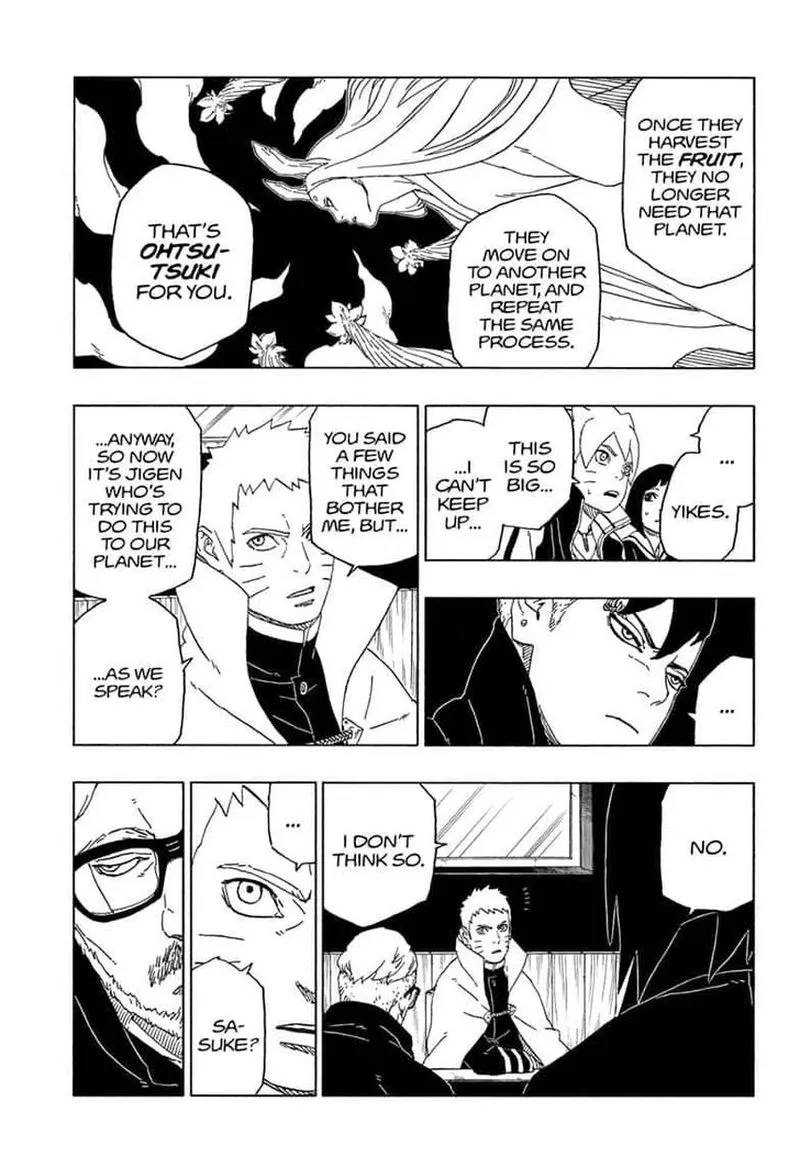 ONCE THEY
HARVEST
THE FRUIT,
THEY NO
LONGER
NEED THAT
PLANET.
THEY
MOVE ON
TO ANOTHER
PLANET, AND
REPEAT
THE SAME
PROCESS.
THAT'S
OHTSU-
TSUKI
FOR YOU.
...
YIKES.
THIS
IS SO
BIG...
...I
CAN'T
KEEP
UP...
YOU SAID
A FEW
THINGS
THAT
BOTHER
ME, BUT...
...ANYWAY,
SO NOW
IT'S JIGEN
WHO'S
TRYING TO
DO THIS
TO OUR
PLANET...
...AS WE
SPEAK?
...
NO.
I DON'T
THINK SO.
...
SA-
SUKE?